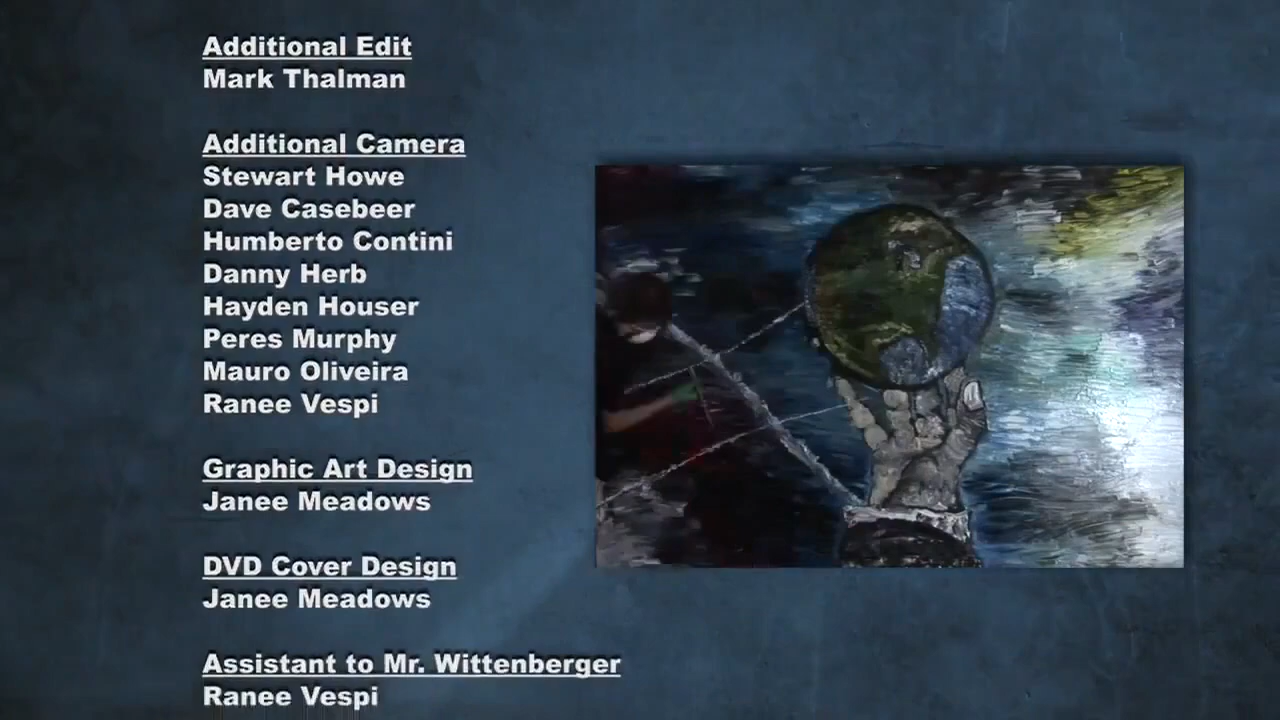 Additional Edit
Mark Thalman
Additional Camera
Stewart Howe
Dave Casebeer
Humberto Contini
Danny Herb
Hayden Houser
Peres Murphy
Mauro Oliveira
Ranee Vespi
Graphic Art Design
Janee Meadows
DVD Cover Design
Janee Meadows
Assistant to Mr. Wittenberger
Ranee Vespi